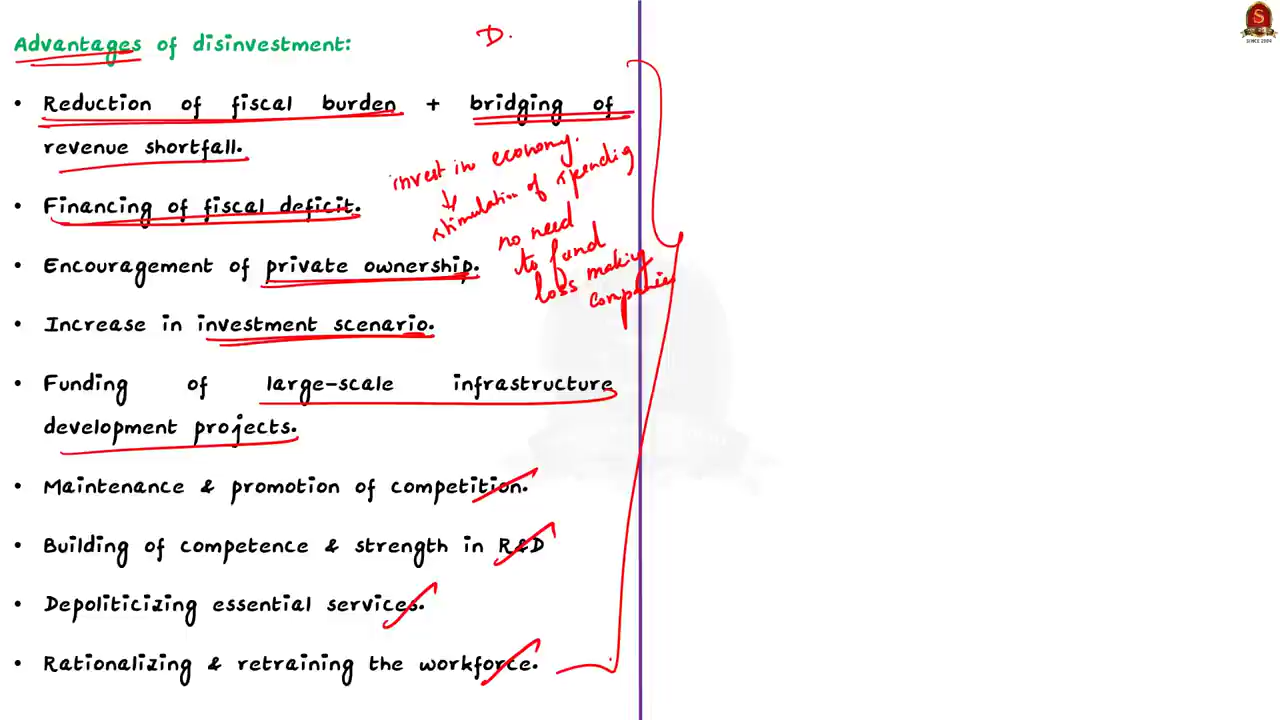 Advantages of disinvestment:
D.
• Reduction of fiscal burden + bridging of
revenue shortfall.
invest in economy.
↓
stimulation of spending
• Financing of fiscal deficit.
no need
to fund
loss making
companies
• Encouragement of private ownership.
• Increase in investment scenario.
• Funding of large-scale infrastructure
development projects.
• Maintenance & promotion of competition.
• Building of competence & strength in R&D
• Depoliticizing essential services.
• Rationalizing & retraining the workforce.
S
SINCE 2004